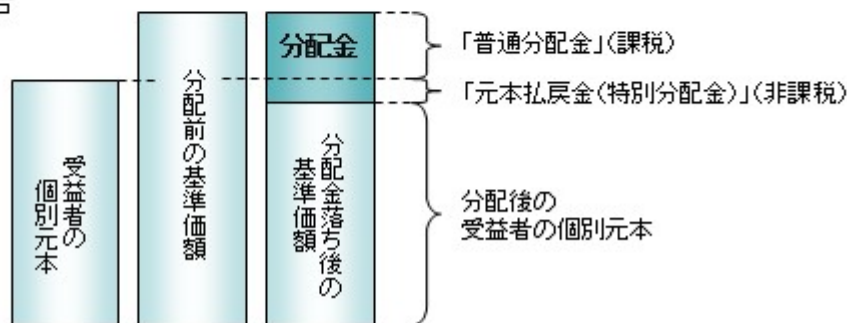 受益者の
個別元本
分配前の基準価額
分配金
分配金落ち後の
基準価額
「普通分配金」(課税)
「元本払戻金(特別分配金)」(非課税)
分配後の
受益者の個別元本